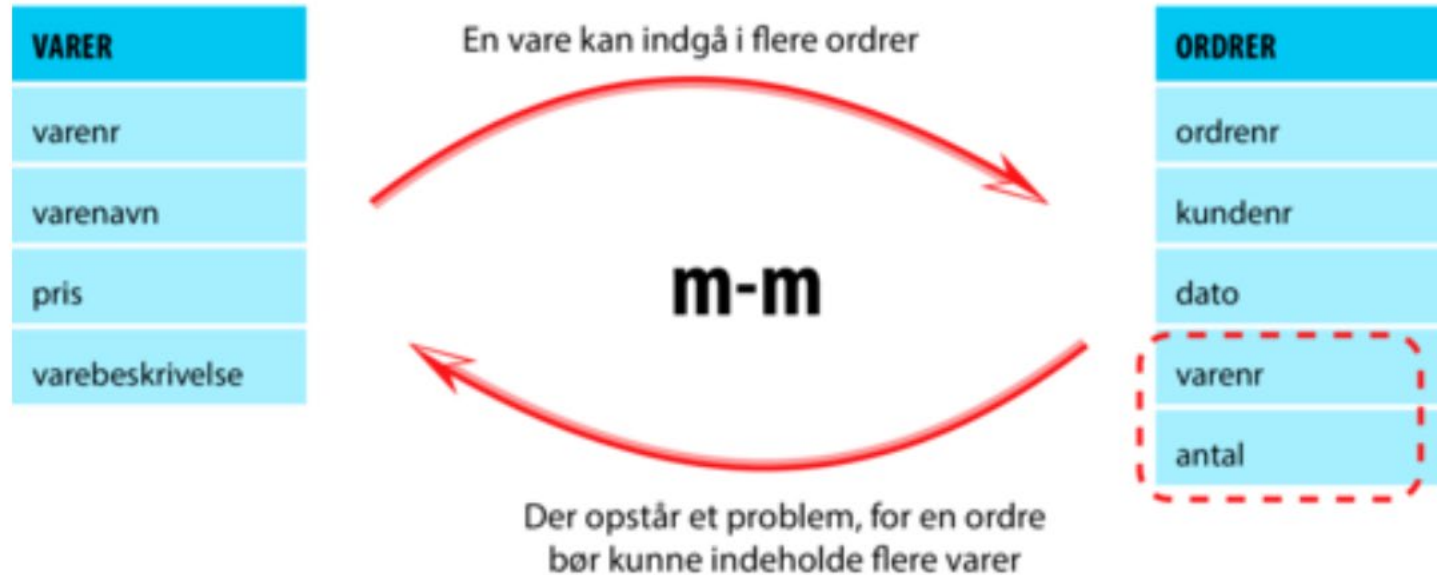 VARER
varenr
varenavn
pris
varebeskrivelse
En vare kan indgå i flere ordrer
m-m
Der opstår et problem, for en ordre
bør kunne indeholde flere varer
ORDRER
ordrenr
kundenr
dato
varenr
antal